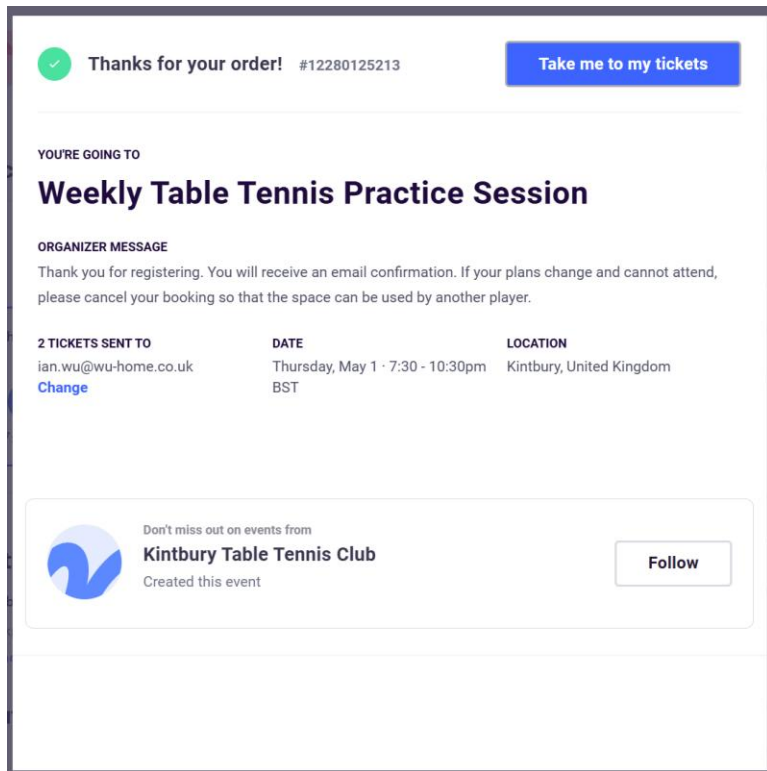 Thanks for your order! #12280125213
Take me to my tickets
YOU'RE GOING TO
Weekly Table Tennis Practice Session
ORGANIZER MESSAGE
Thank you for registering. You will receive an email confirmation. If your plans change and cannot attend,
please cancel your booking so that the space can be used by another player.
2 TICKETS SENT TO
ian.wu@wu-home.co.uk
Change
DATE
Thursday, May 1 · 7:30 - 10:30pm
BST
LOCATION
Kintbury, United Kingdom
Don't miss out on events from
Kintbury Table Tennis Club
Created this event
Follow